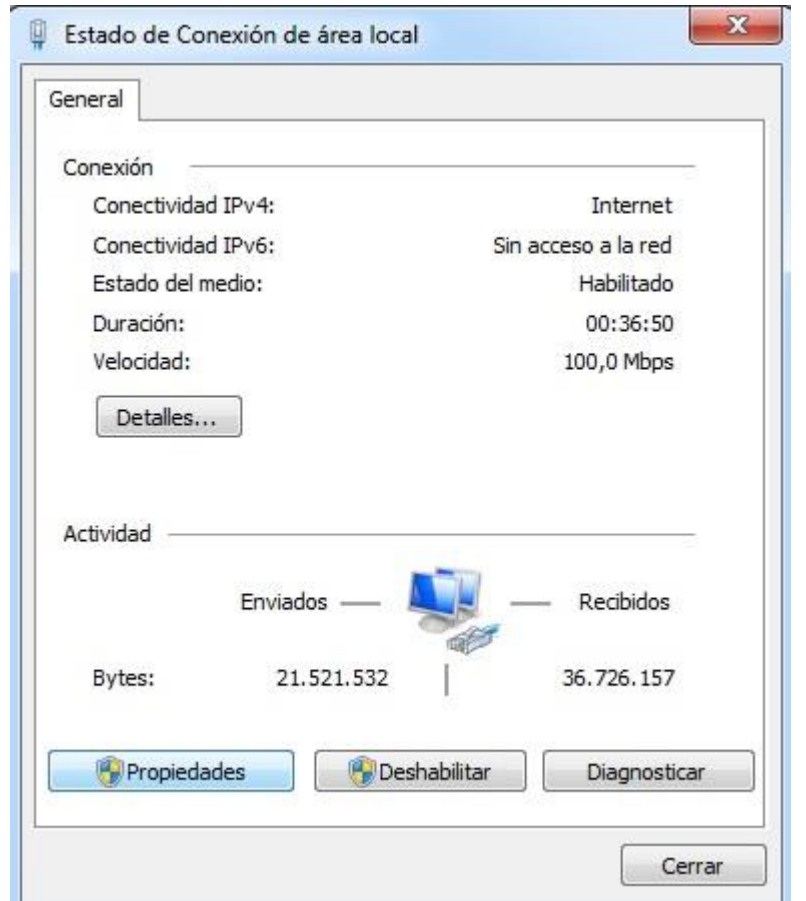 Estado de Conexión de área local
General
Conexión
Conectividad IPv4: Internet
Conectividad IPv6: Sin acceso a la red
Estado del medio: Habilitado
Duración: 00:36:50
Velocidad: 100,0 Mbps
Detalles...
Actividad
Enviados Recibidos
Bytes: 21.521.532 36.726.157
Propiedades Deshabilitar Diagnosticar
Cerrar